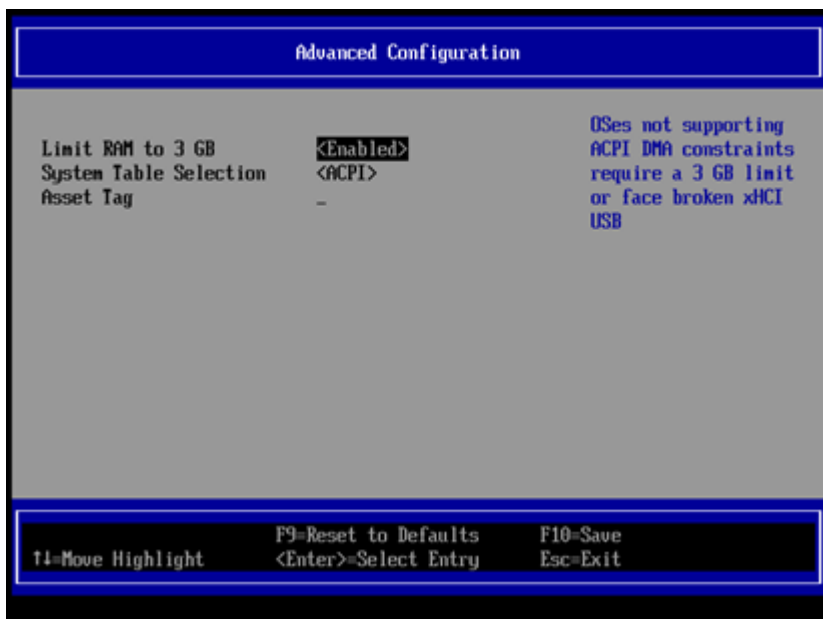 Advanced Configuration
Limit RAM to 3 GB <Enabled>
System Table Selection <ACPI>
Asset Tag _
OSes not supporting
ACPI DMA constraints
require a 3 GB limit
or face broken xHCI
USB
F9=Reset to Defaults F10=Save
↑↓=Move Highlight <Enter>=Select Entry Esc=Exit